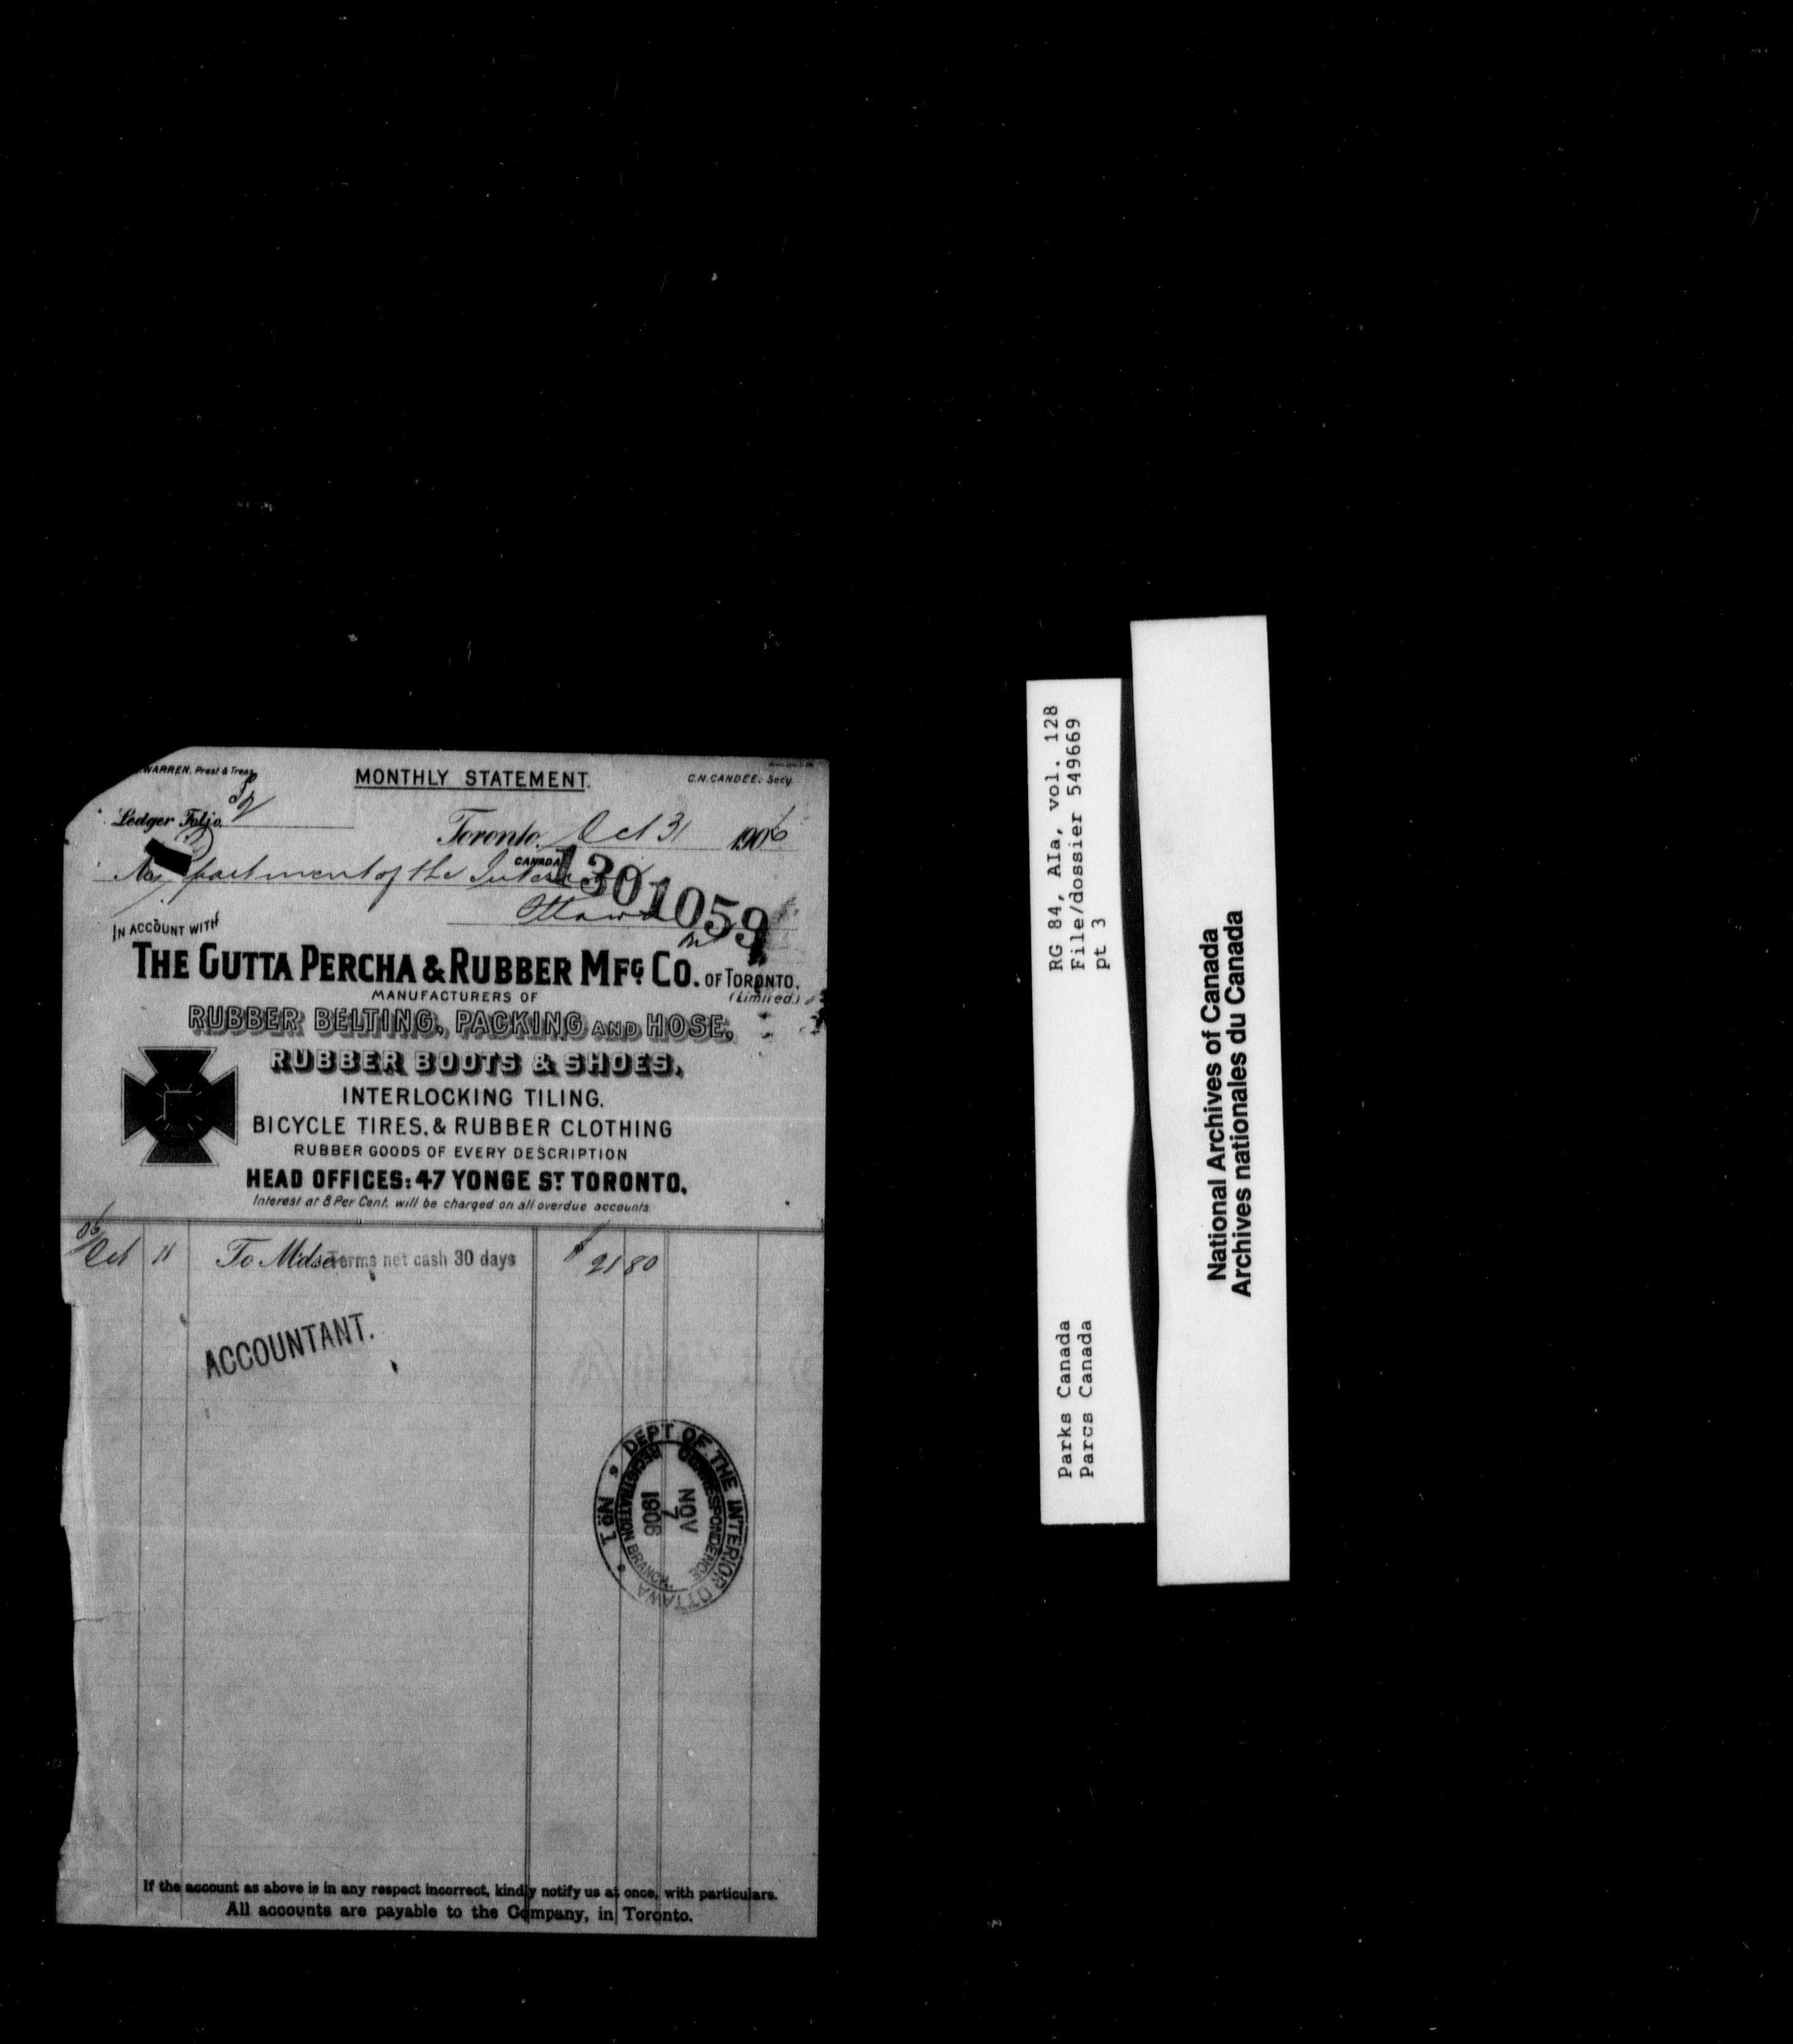 WARREN, Prest & Treas.
MONTHLY STATEMENT.
C.N. CANDEE, Secy.
Ledger Folio
Toronto, Oct 31 1906
CANADA
Department of the Interior
1301059
Ottawa
IN ACCOUNT WITH
THE GUTTA PERCHA & RUBBER MFG. CO. OF TORONTO.
(Limited.)
MANUFACTURERS OF
RUBBER BELTING, PACKING AND HOSE,
RUBBER BOOTS & SHOES,
INTERLOCKING TILING.
BICYCLE TIRES, & RUBBER CLOTHING
RUBBER GOODS OF EVERY DESCRIPTION
HEAD OFFICES: 47 YONGE ST. TORONTO.
Interest at 8 Per Cent. will be charged on all overdue accounts.
06
Oct 11 To Mdse Terms net cash 30 days $ 21 80
ACCOUNTANT.
DEPT OF THE INTERIOR OTTAWA
No 1
CORRESPONDENCE REGISTRATION BRANCH
NOV
7
1906
If the account as above is in any respect incorrect, kindly notify us at once, with particulars.
All accounts are payable to the Company, in Toronto.
RG 84, A1a, vol. 128
File/dossier 549669
pt 3
Parks Canada
Parcs Canada
National Archives of Canada
Archives nationales du Canada